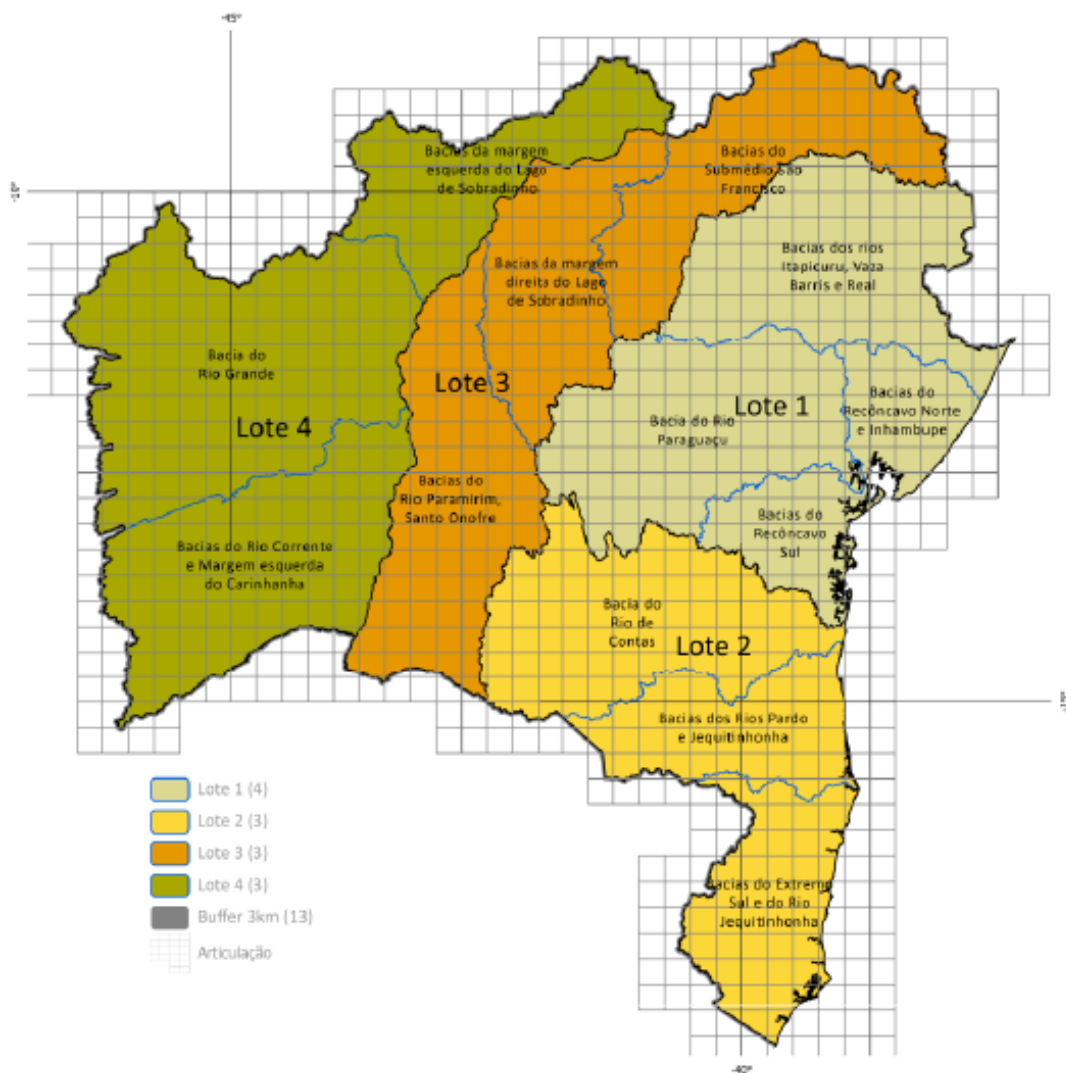 -45°
-10°
Bacias da margem
esquerda do Lago
de Sobradinho
Bacias do
Submédio São
Francisco
Bacias da margem
direita do Lago
de Sobradinho
Bacias dos rios
Itapicuru, Vaza
Barris e Real
Bacia do
Rio Grande
Lote 4
Lote 3
Lote 1
Bacia do Rio
Paraguaçu
Bacias do
Recôncavo Norte
e Inhambupe
Bacias do
Rio Paramirim,
Santo Onofre
Bacias do
Recôncavo
Sul
Bacias do Rio Corrente
e Margem esquerda
do Carinhanha
Bacia do
Rio de
Contas
Lote 2
-15°
Bacias dos Rios Pardo
e Jequitinhonha
Bacias do Extremo
Sul e do Rio
Jequitinhonha
Lote 1 (4)
Lote 2 (3)
Lote 3 (3)
Lote 4 (3)
Buffer 3km (13)
Articulação
-40°